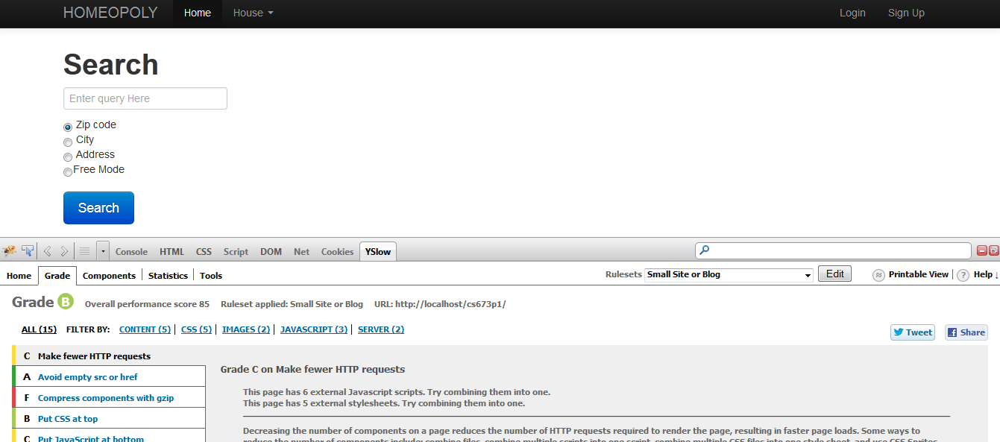 HOMEOPOLY Home House Login Sign Up
Search
Enter query Here
Zip code
City
Address
Free Mode
Search
Console HTML CSS Script DOM Net Cookies YSlow
Home Grade Components Statistics Tools Rulesets Small Site or Blog Edit Printable View Help ↓
Grade B Overall performance score 85 Ruleset applied: Small Site or Blog URL: http://localhost/cs673p1/
ALL (15) FILTER BY: CONTENT (5) CSS (5) IMAGES (2) JAVASCRIPT (3) SERVER (2)
Tweet Share
C Make fewer HTTP requests
A Avoid empty src or href
F Compress components with gzip
B Put CSS at top
C Put JavaScript at bottom
Grade C on Make fewer HTTP requests
This page has 6 external Javascript scripts. Try combining them into one.
This page has 5 external stylesheets. Try combining them into one.
Decreasing the number of components on a page reduces the number of HTTP requests required to render the page, resulting in faster page loads. Some ways to
reduce the number of components include: combine files, combine multiple scripts into one script, combine multiple CSS files into one style sheet, and use CSS Sprites